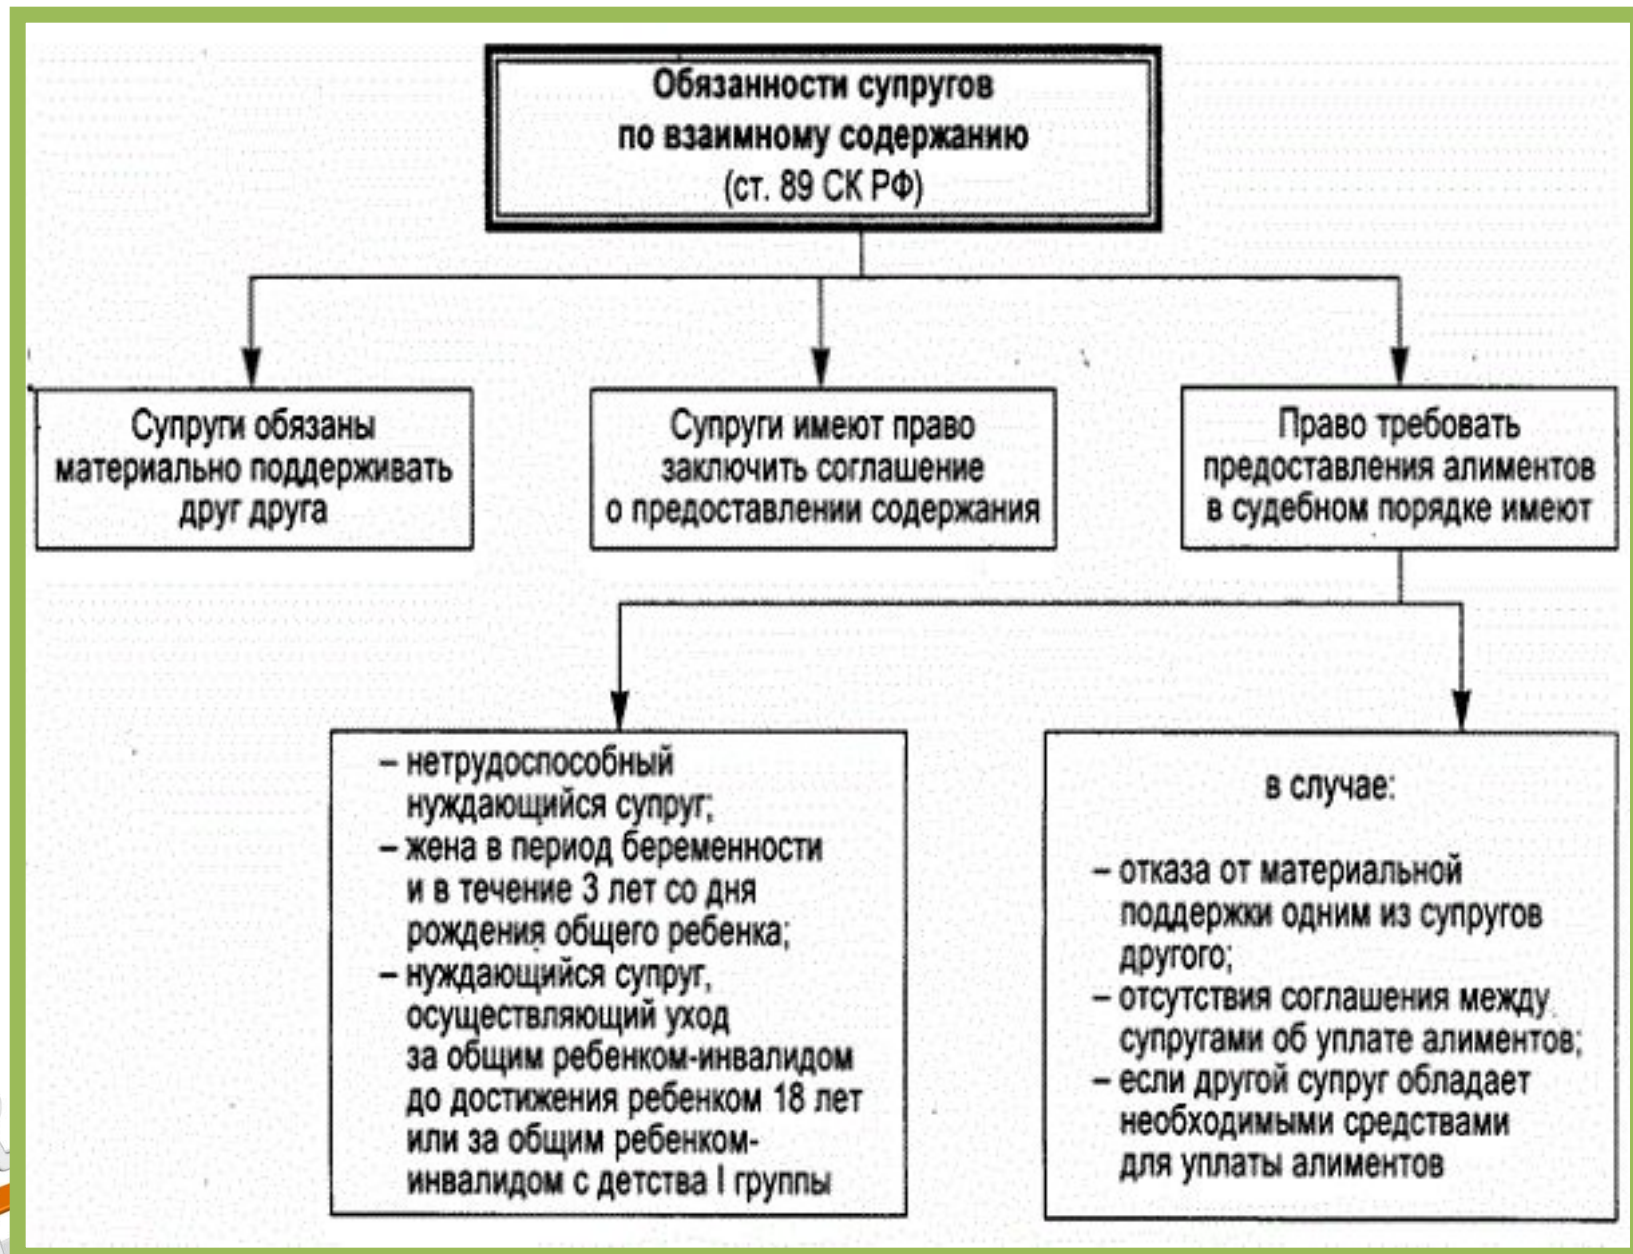 Обязанности супругов
по взаимному содержанию
(ст. 89 СК РФ)
Супруги обязаны
материально поддерживать
друг друга
Супруги имеют право
заключить соглашение
о предоставлении содержания
Право требовать
предоставления алиментов
в судебном порядке имеют
– нетрудоспособный
нуждающийся супруг;
– жена в период беременности
и в течение 3 лет со дня
рождения общего ребенка;
– нуждающийся супруг,
осуществляющий уход
за общим ребенком-инвалидом
до достижения ребенком 18 лет
или за общим ребенком-
инвалидом с детства I группы
в случае:
– отказа от материальной
поддержки одним из супругов
другого;
– отсутствия соглашения между
супругами об уплате алиментов;
– если другой супруг обладает
необходимыми средствами
для уплаты алиментов